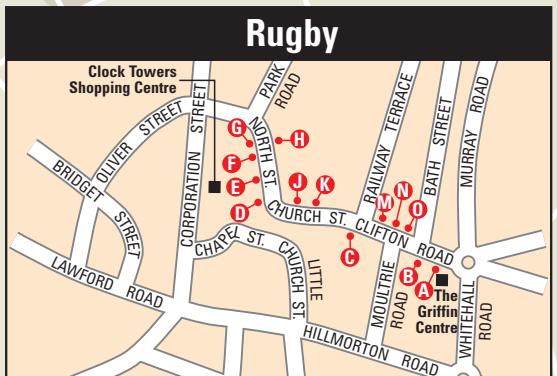 Rugby
Clock Towers
Shopping Centre
PARK
ROAD
OLIVER STREET
CORPORATION STREET
NORTH ST.
RAILWAY TERRACE
BATH STREET
MURRAY ROAD
BRIDGET STREET
G
H
F
E
D
J
K
M
N
O
CHURCH ST.
CLIFTON ROAD
C
B
A
CHAPEL ST.
LITTLE
CHURCH ST.
LAWFORD ROAD
MOULTRIE
ROAD
The
Griffin
Centre
WHITEHALL
ROAD
HILLMORTON ROAD